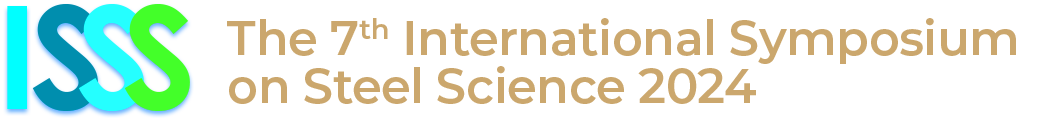 ISSS
The 7th International Symposium
on Steel Science 2024